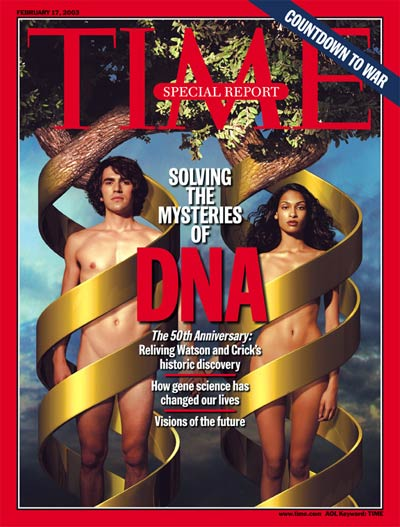 FEBRUARY 17, 2003
COUNTDOWN TO WAR
TIME
SPECIAL REPORT
SOLVING
THE
MYSTERIES
OF
DNA
The 50th Anniversary:
Reliving Watson and Crick's
historic discovery
How gene science has
changed our lives
Visions of the future
www.time.com AOL Keyword: TIME